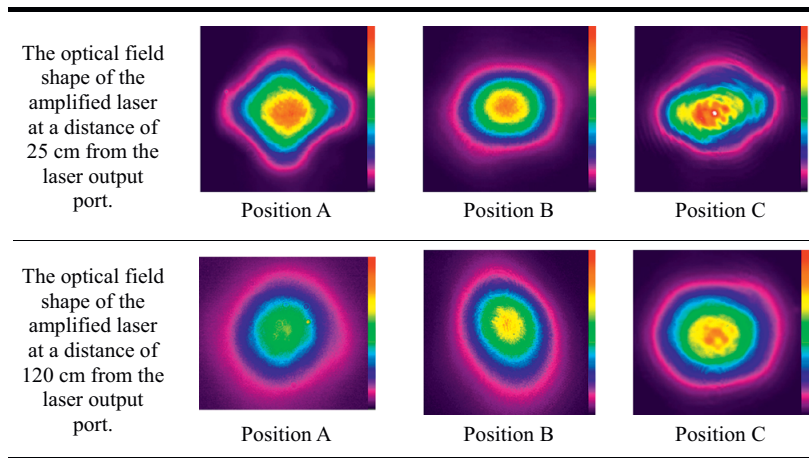 The optical field
shape of the
amplified laser
at a distance of
25 cm from the
laser output
port.
Position A
Position B
Position C
The optical field
shape of the
amplified laser
at a distance of
120 cm from the
laser output
port.
Position A
Position B
Position C